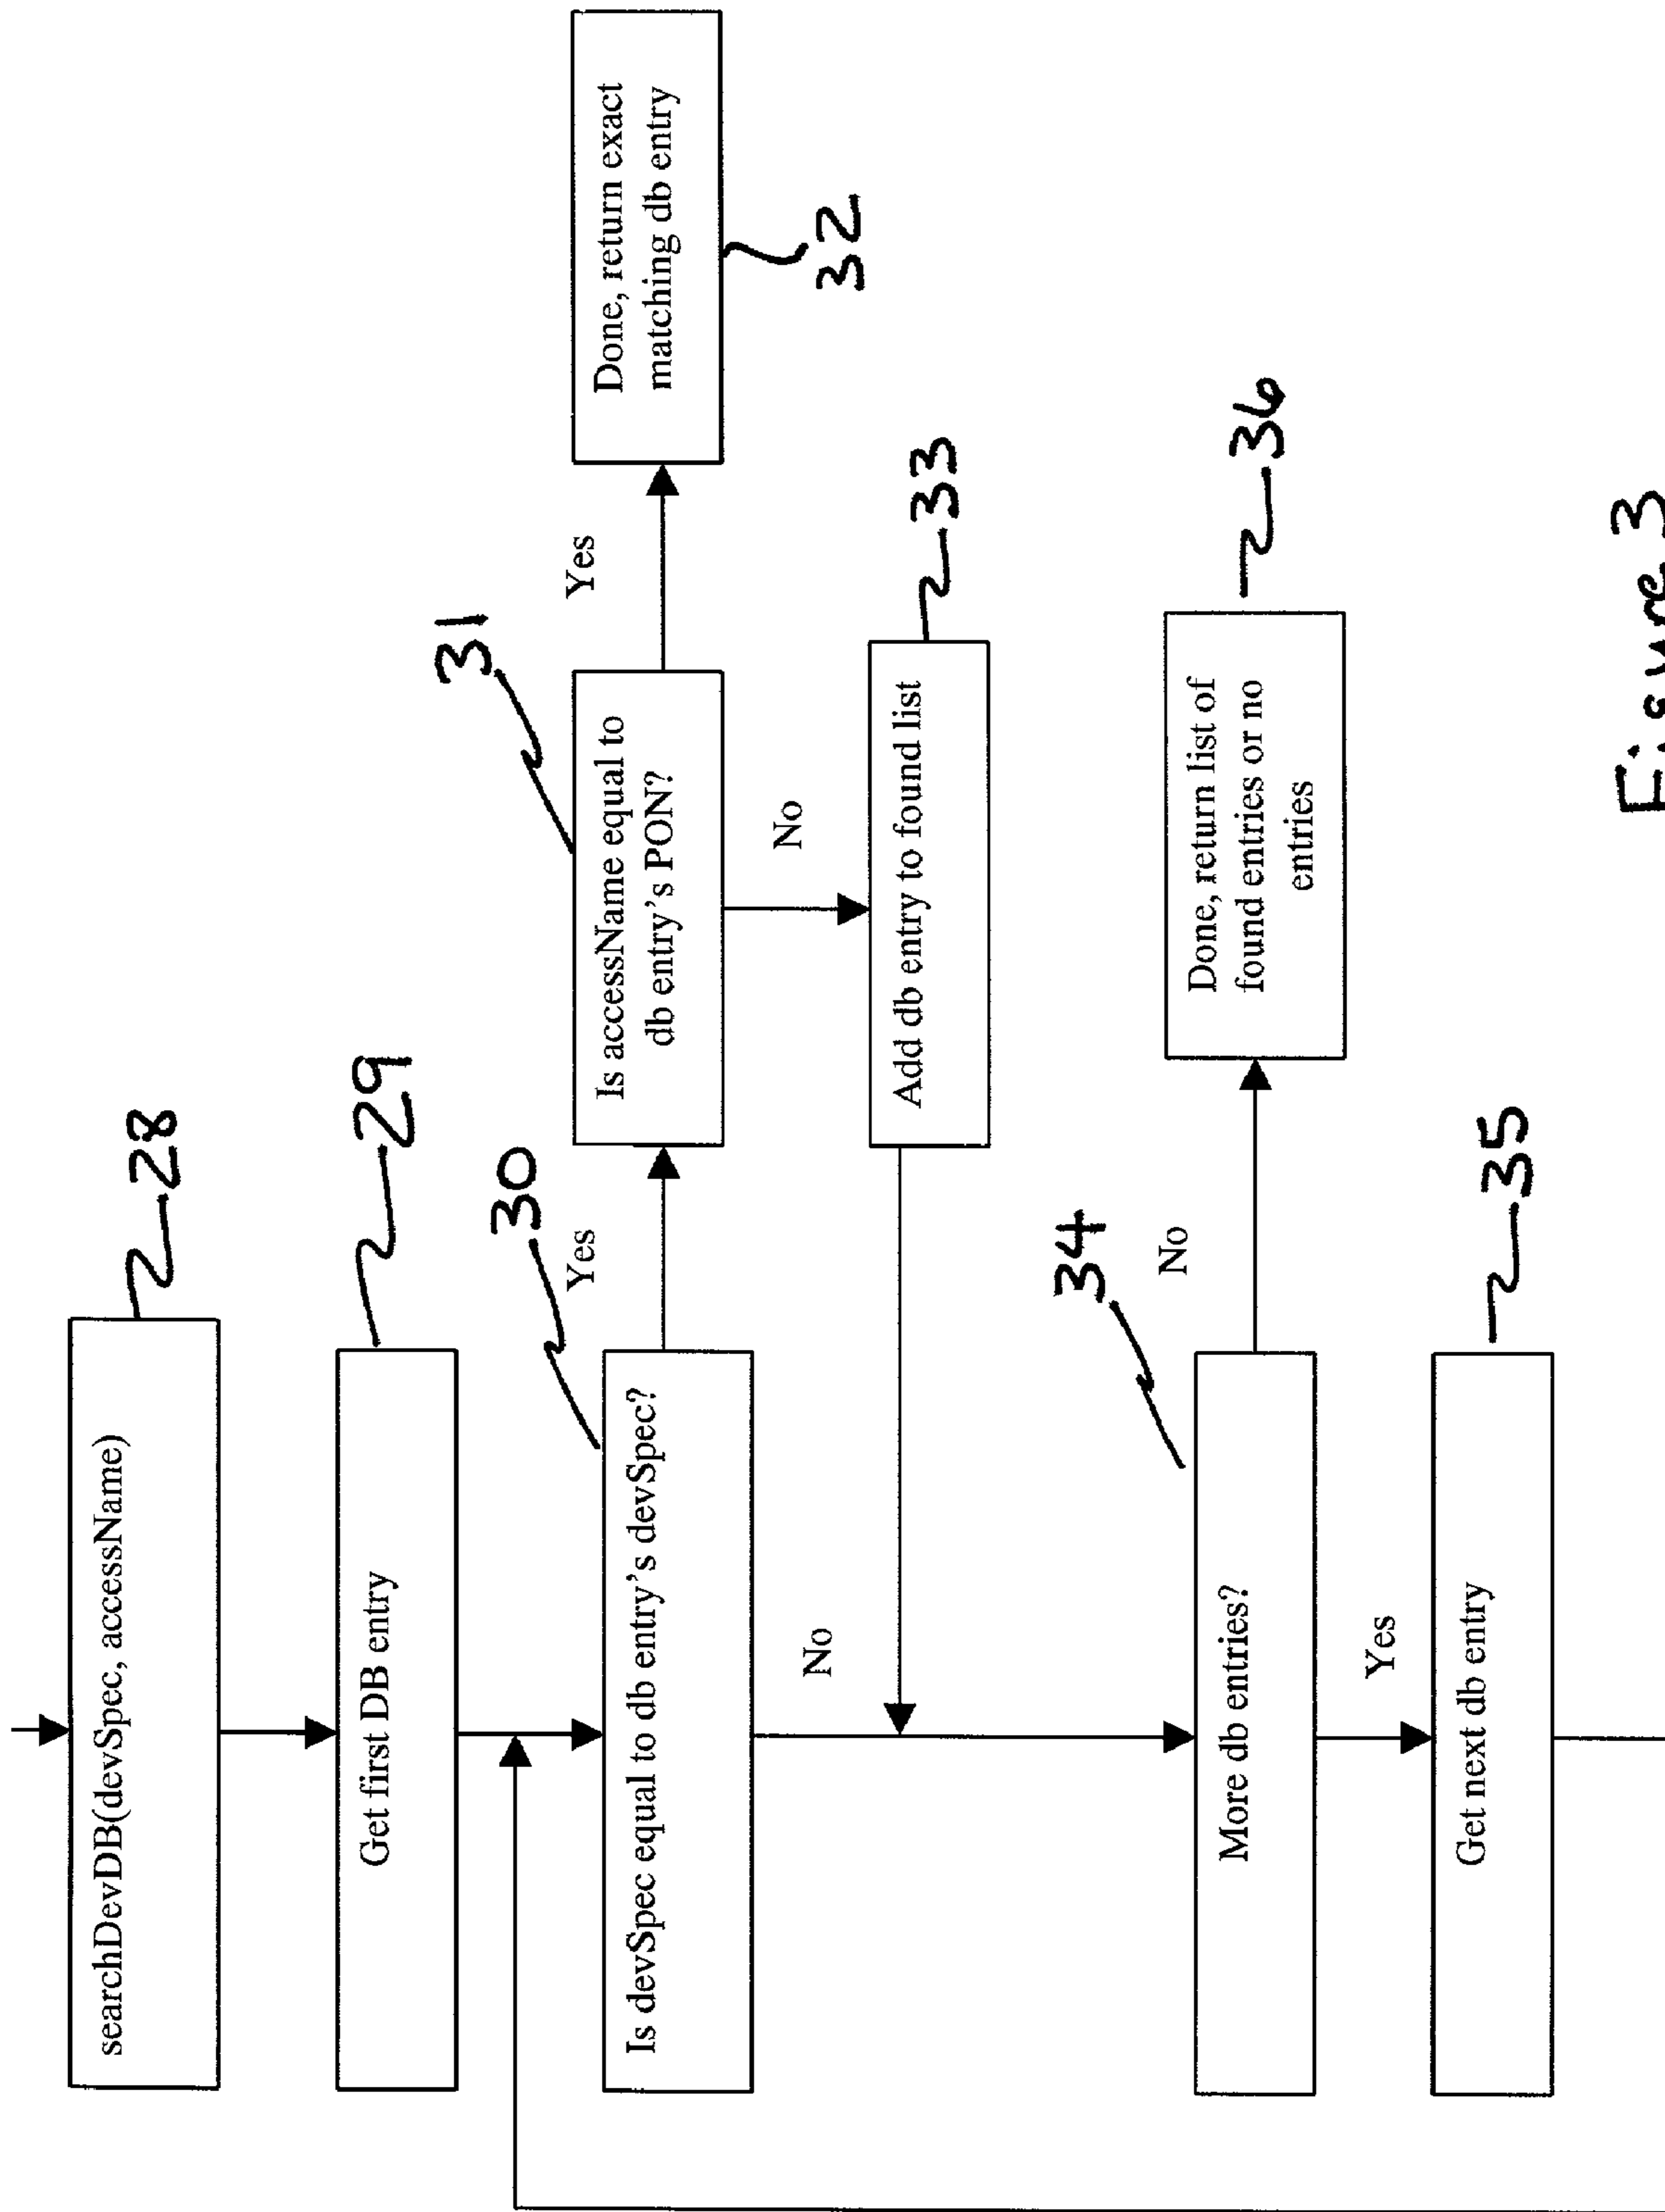 searchDevDB(devSpec, accessName)
28
Get first DB entry
29
Is devSpec equal to db entry's devSpec?
30
Yes
Is accessName equal to
db entry's PON?
31
Yes
Done, return exact
matching db entry
32
No
No
Add db entry to found list
33
More db entries?
34
No
Done, return list of
found entries or no
entries
36
Yes
Get next db entry
35
Figure 3